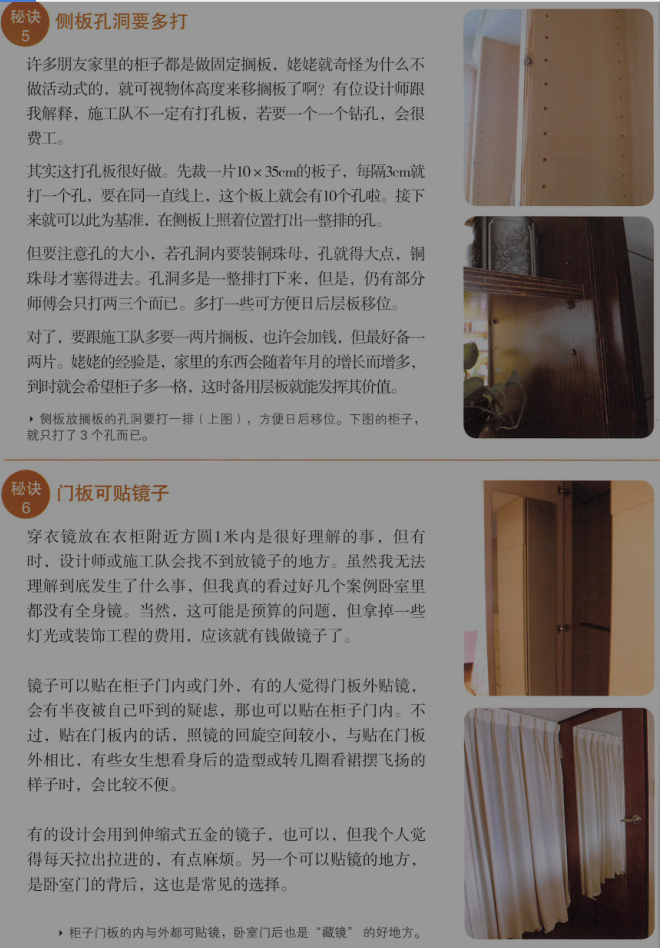 秘诀
5
侧板孔洞要多打
许多朋友家里的柜子都是做固定搁板，姥姥就奇怪为什么不
做活动式的，就可视物体高度来移搁板了啊？有位设计师跟
我解释，施工队不一定有打孔板，若要一个一个钻孔，会很
费工。
其实这打孔板很好做。先裁一片10×35cm的板子，每隔3cm就
打一个孔，要在同一直线上，这个板上就会有10个孔啦。接下
来就可以此为基准，在侧板上照着位置打出一整排的孔。
但要注意孔的大小，若孔洞内要装铜珠母，孔就得大点，铜
珠母才塞得进去。孔洞多是一整排打下来，但是，仍有部分
师傅会只打两三个而已。多打一些可方便日后层板移位。
对了，要跟施工队多要一两片搁板，也许会加钱，但最好备一
两片。姥姥的经验是，家里的东西会随着年月的增长而增多，
到时就会希望柜子多一格，这时备用层板就能发挥其价值。
侧板放搁板的孔洞要打一排（上图），方便日后移位。下图的柜子，
就只打了 3 个孔而已。
秘诀
6
门板可贴镜子
穿衣镜放在衣柜附近方圆1米内是很好理解的事，但有
时，设计师或施工队会找不到放镜子的地方。虽然我无法
理解到底发生了什么事，但我真的看过好几个案例卧室里
都没有全身镜。当然，这可能是预算的问题，但拿掉一些
灯光或装饰工程的费用，应该就有钱做镜子了。
镜子可以贴在柜子门内或门外，有的人觉得门板外贴镜，
会有半夜被自己吓到的疑虑，那也可以贴在柜子门内。不
过，贴在门板内的话，照镜的回旋空间较小，与贴在门板
外相比，有些女生想看身后的造型或转几圈看裙摆飞扬的
样子时，会比较不便。
有的设计会用到伸缩式五金的镜子，也可以，但我个人觉
得每天拉出拉进的，有点麻烦。另一个可以贴镜的地方，
是卧室门的背后，这也是常见的选择。
柜子门板的内与外都可贴镜，卧室门后也是“藏镜” 的好地方。